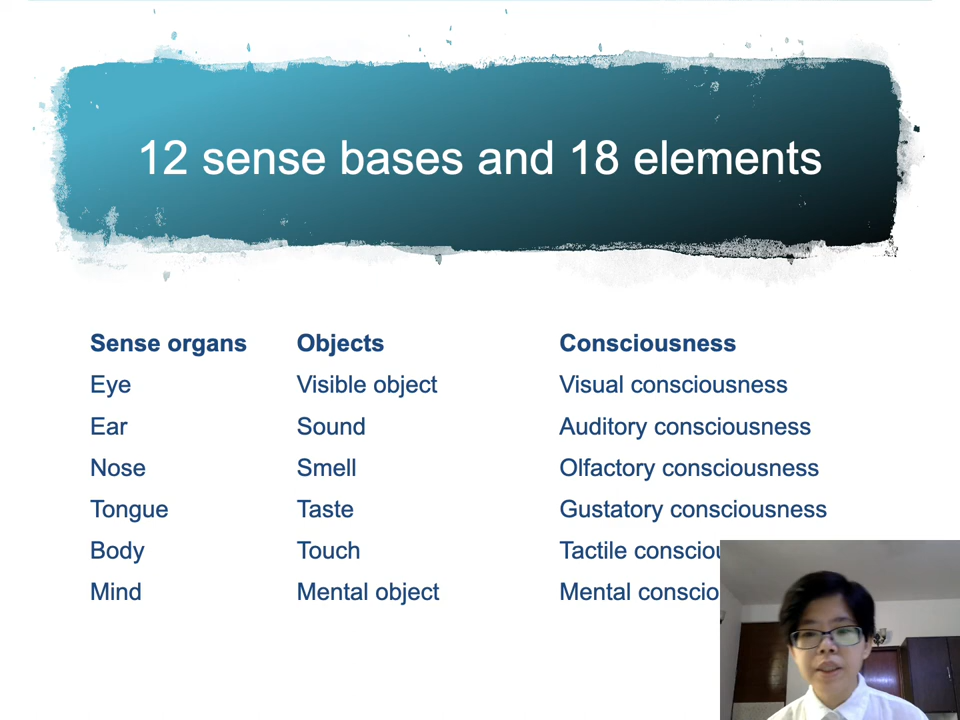 12 sense bases and 18 elements
Sense organs Objects Consciousness
Eye Visible object Visual consciousness
Ear Sound Auditory consciousness
Nose Smell Olfactory consciousness
Tongue Taste Gustatory consciousness
Body Touch Tactile
Mind Mental object Mental